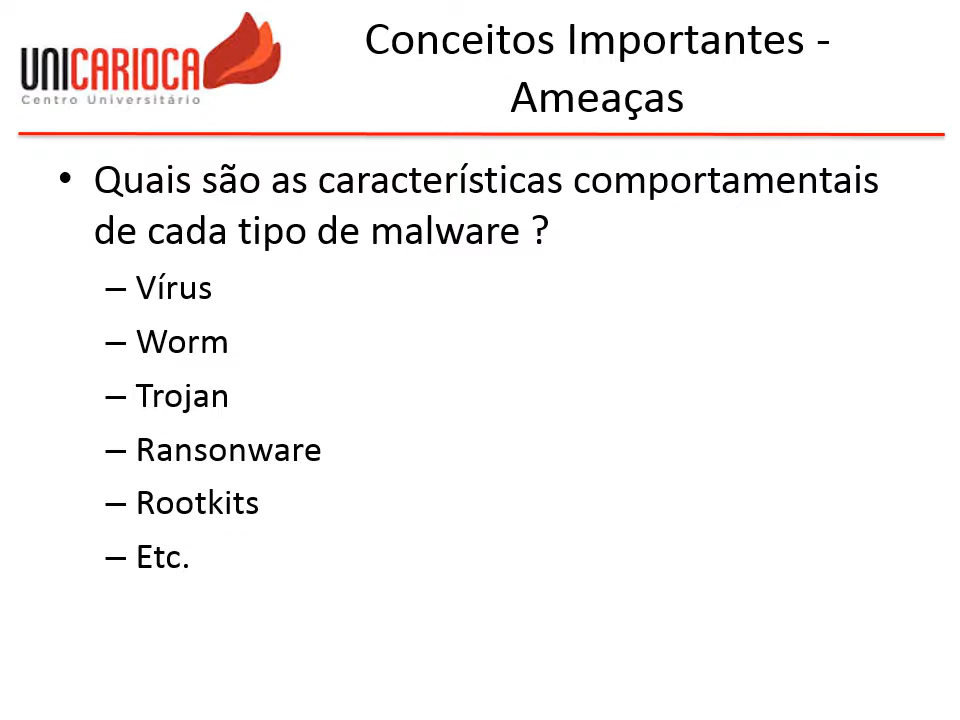 UNICARIOCA
Centro Universitário
Conceitos Importantes -
Ameaças
• Quais são as características comportamentais
de cada tipo de malware ?
– Vírus
– Worm
– Trojan
– Ransonware
– Rootkits
– Etc.